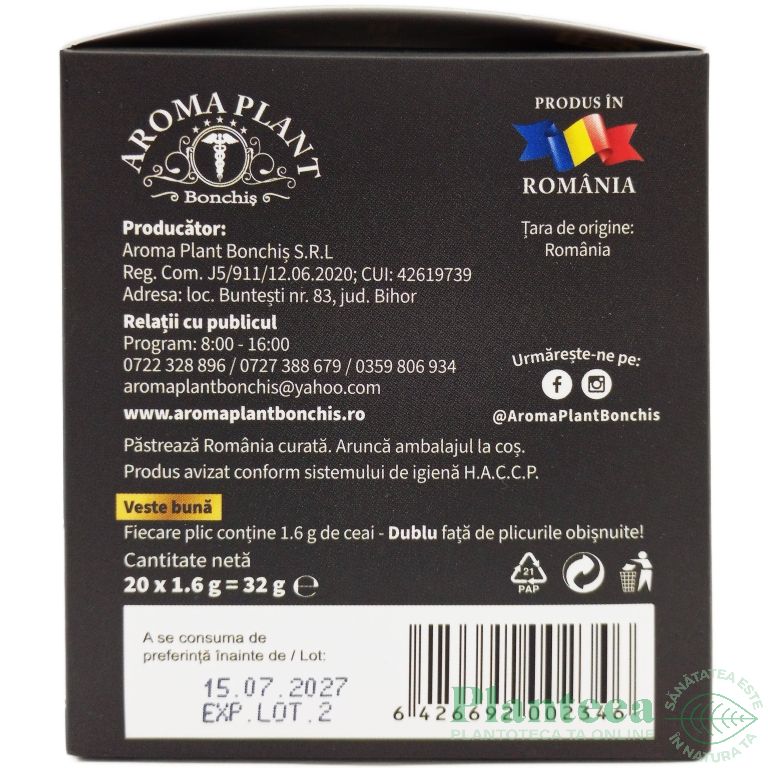 AROMA PLANT
Bonchiș
PRODUS ÎN
ROMÂNIA
Țara de origine:
România
Producător:
Aroma Plant Bonchiș S.R.L
Reg. Com. J5/911/12.06.2020; CUI: 42619739
Adresa: loc. Buntești nr. 83, jud. Bihor
Relații cu publicul
Program: 8:00 - 16:00
0722 328 896 / 0727 388 679 / 0359 806 934
aromaplantbonchis@yahoo.com
www.aromaplantbonchis.ro
Urmărește-ne pe:
@AromaPlantBonchis
Păstrează România curată. Aruncă ambalajul la coș.
Produs avizat conform sistemului de igienă H.A.C.C.P.
Veste bună
Fiecare plic conține 1.6 g de ceai - Dublu față de plicurile obișnuite!
Cantitate netă
20 x 1.6 g = 32 g ℮
21
PAP
A se consuma de
preferință înainte de / Lot:
15.07.2027
EXP.LOT.2
6 426692 002346
Planteea
PLANTOTECA TA ONLINE
SĂNĂTATEA ESTE
ÎN NATURA TA